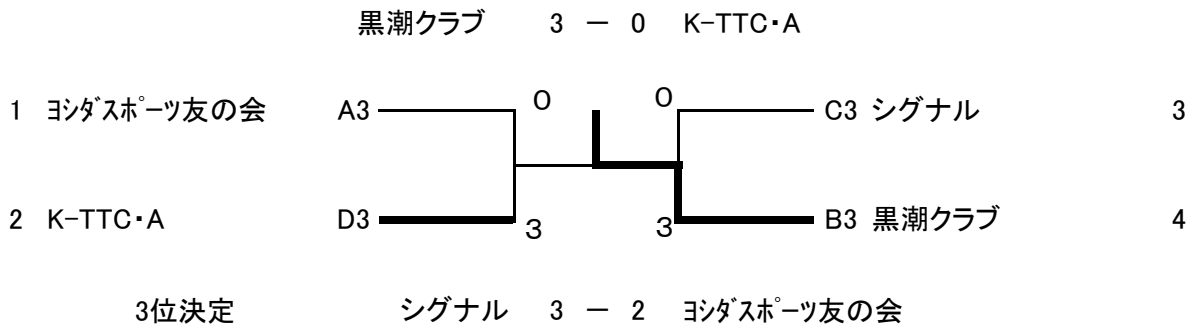 黒潮クラブ 3 － 0 K-TTC・A
1 ﾖｼﾀﾞｽﾎﾟｰﾂ友の会 A3 0 0 C3 シグナル 3
2 K-TTC・A D3 3 3 B3 黒潮クラブ 4
3位決定 シグナル 3 － 2 ﾖｼﾀﾞｽﾎﾟｰﾂ友の会